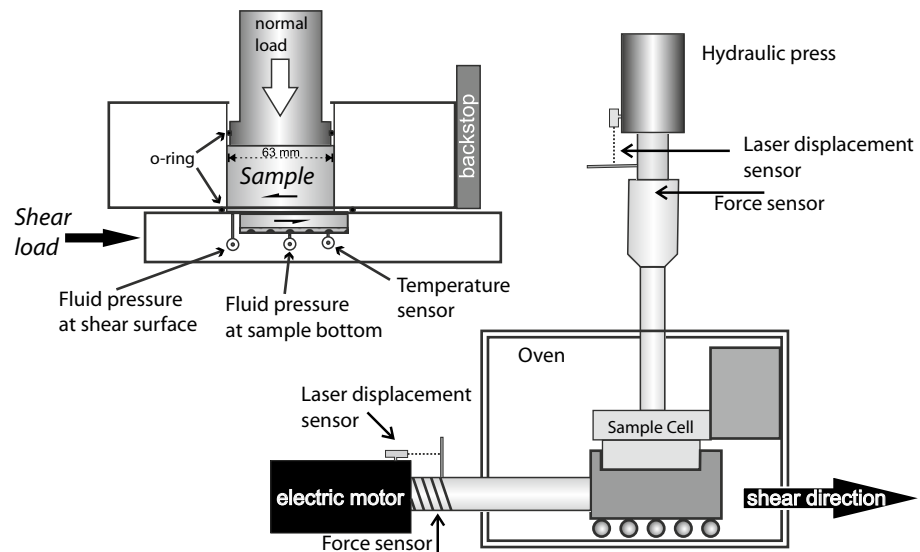 normal
load
o-ring
63 mm
Sample
backstop
Shear
load
Fluid pressure
at shear surface
Fluid pressure
at sample bottom
Temperature
sensor
Hydraulic press
Laser displacement
sensor
Force sensor
Oven
Laser displacement
sensor
Sample Cell
electric motor
shear direction
Force sensor